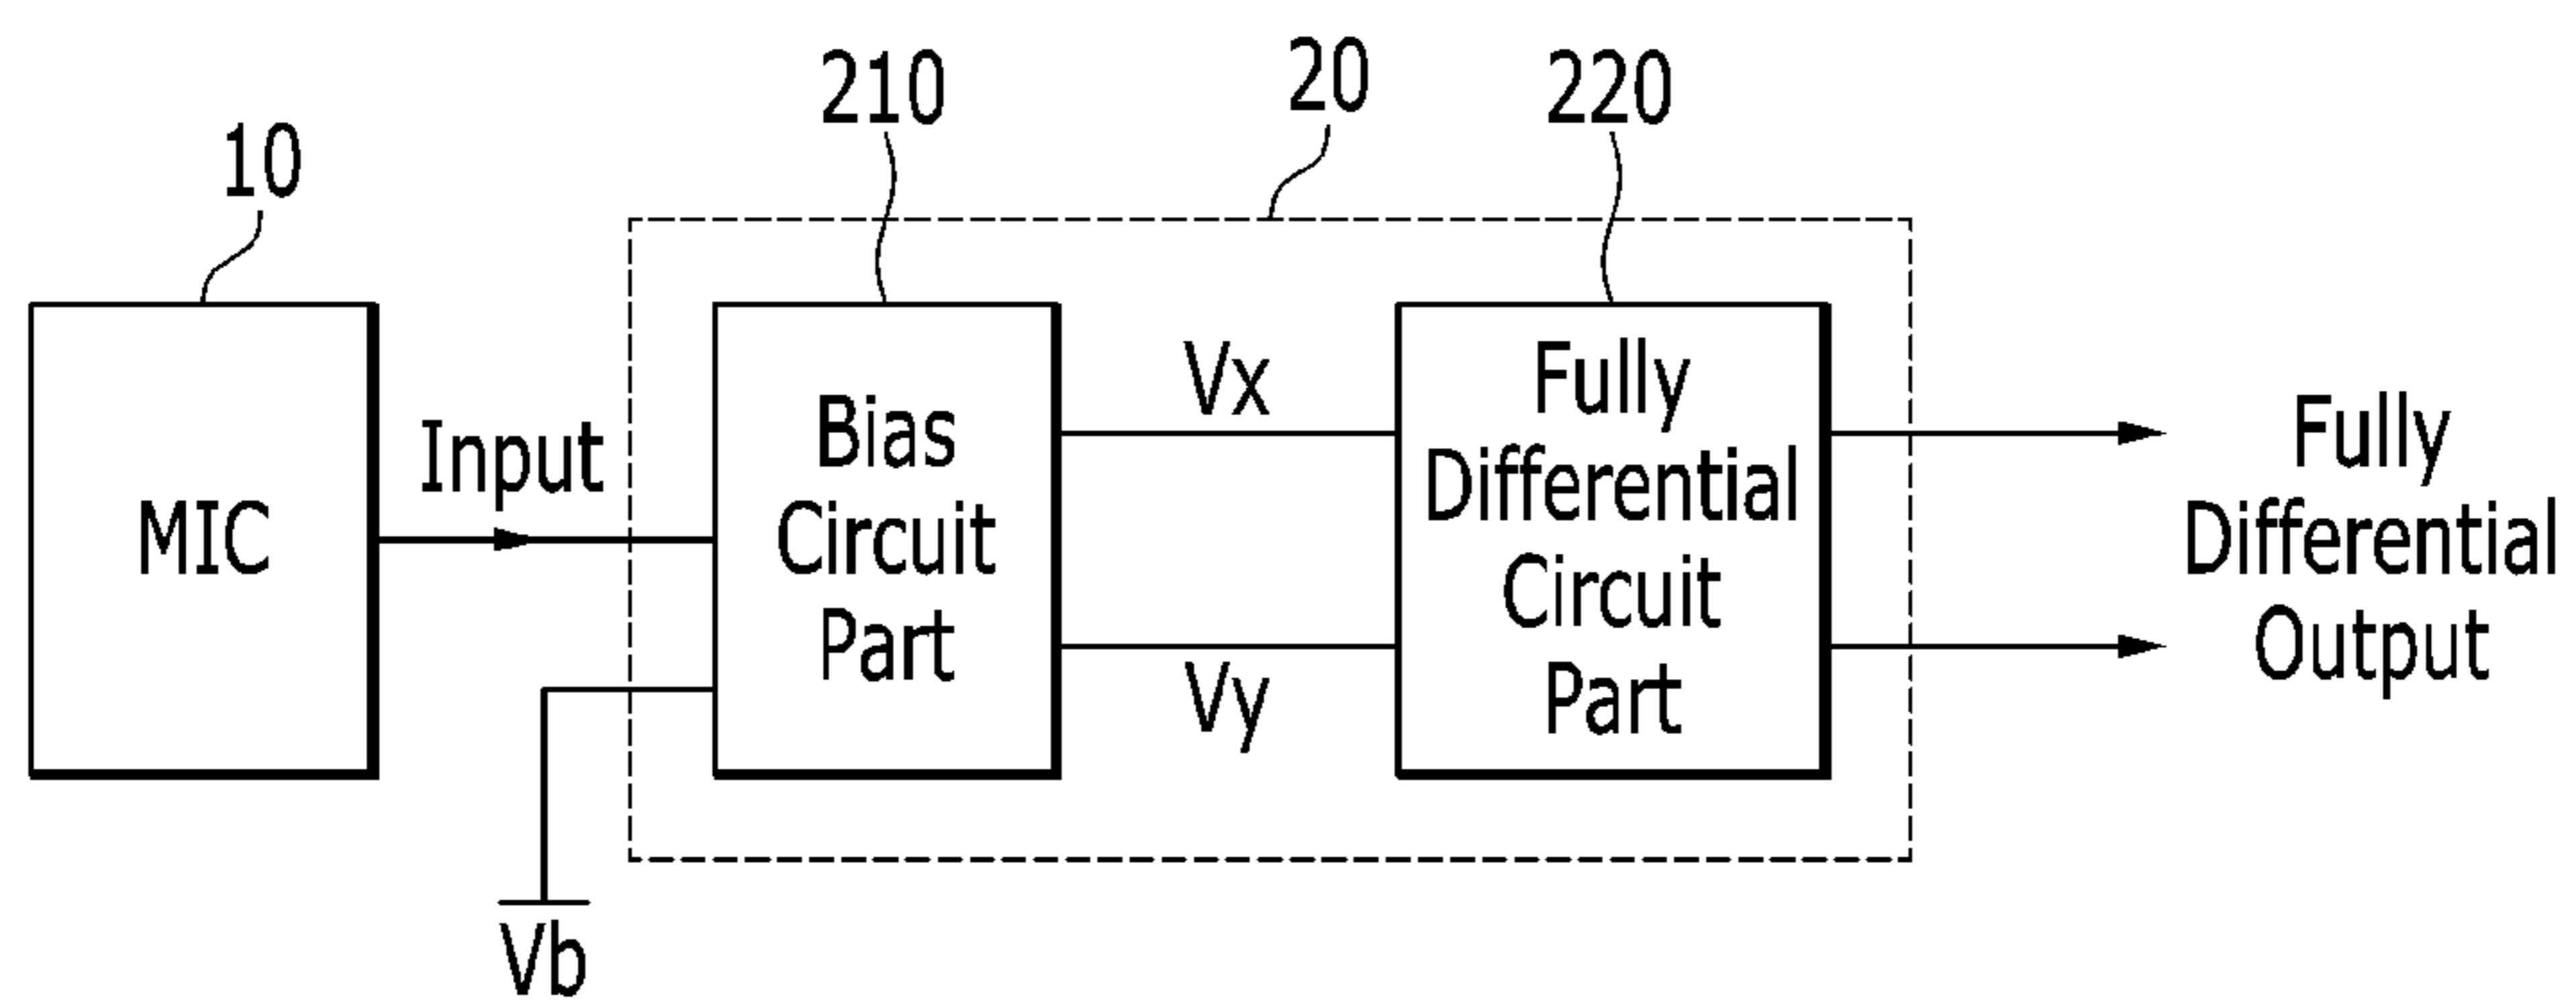 10
210
20
220
MIC
Input
Bias
Circuit
Part
Vx
Vy
Fully
Differential
Circuit
Part
Fully
Differential
Output
Vb